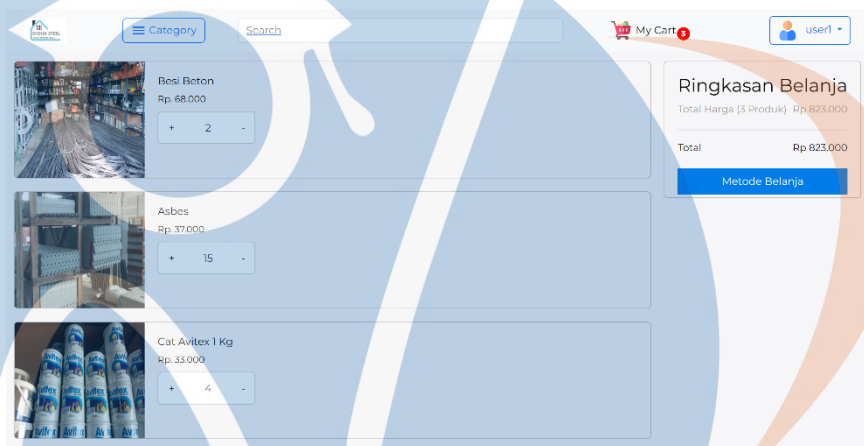 Category
Search
My Cart 3
user1
Besi Beton
Rp. 68.000
+ 2 -
Asbes
Rp. 37.000
+ 15 -
Cat Avitex 1 Kg
Rp. 33.000
+ 4 -
Avitex
Ringkasan Belanja
Total Harga (3 Produk) Rp 823.000
Total Rp 823.000
Metode Belanja